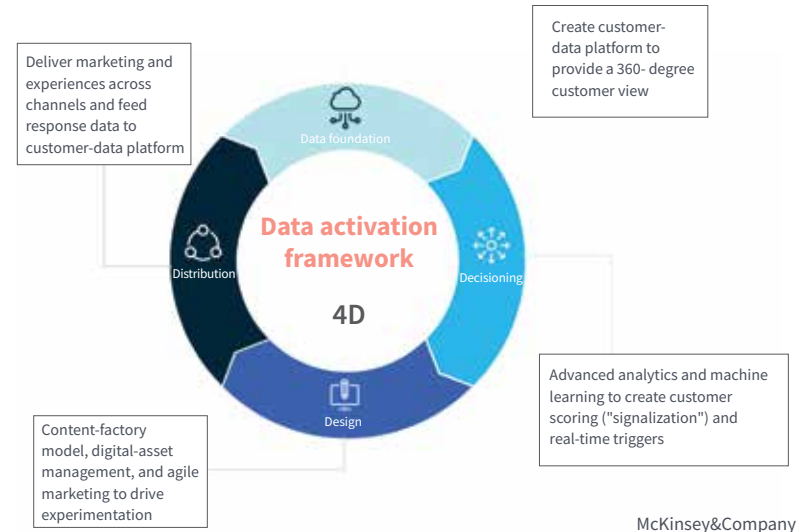 Create customer-
data platform to
provide a 360- degree
customer view
Deliver marketing and
experiences across
channels and feed
response data to
customer-data platform
Data foundation
Data activation
framework
4D
Distribution
Decisioning
Design
Advanced analytics and machine
learning to create customer
scoring ("signalization") and
real-time triggers
Content-factory
model, digital-asset
management, and agile
marketing to drive
experimentation
McKinsey&Company